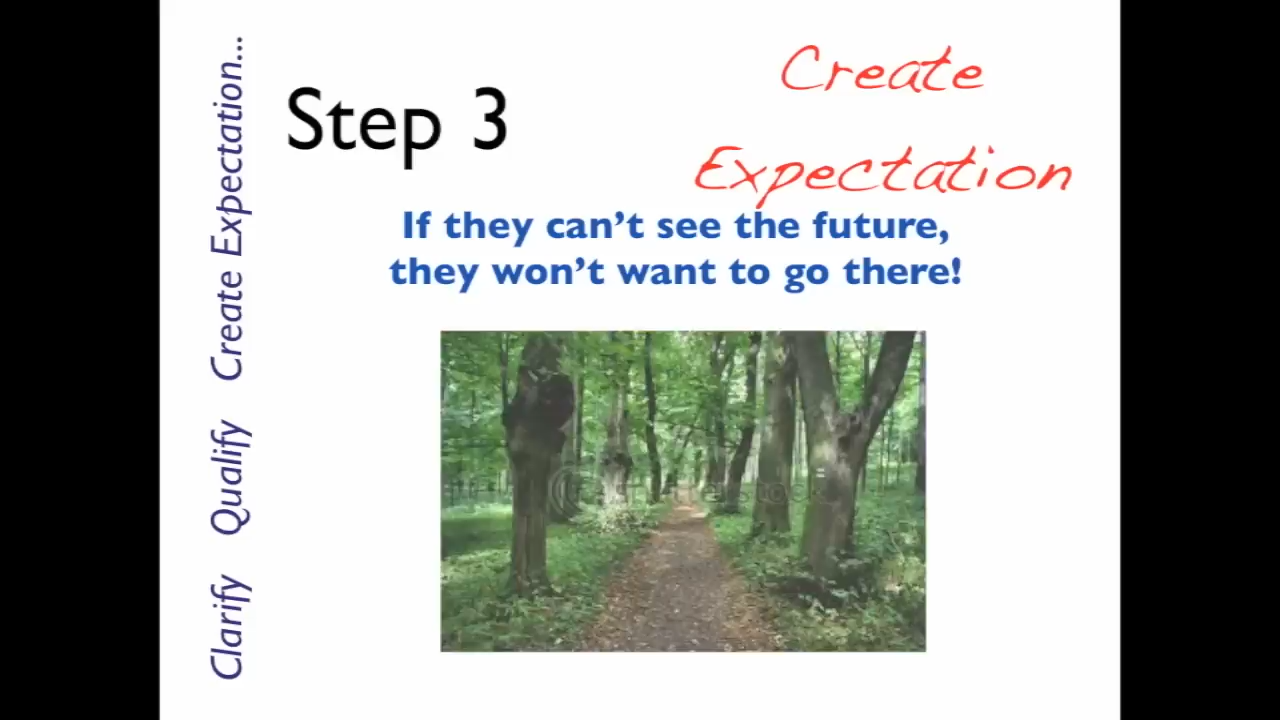 Clarify Qualify Create Expectation...
Step 3
Create
Expectation
If they can’t see the future,
they won’t want to go there!